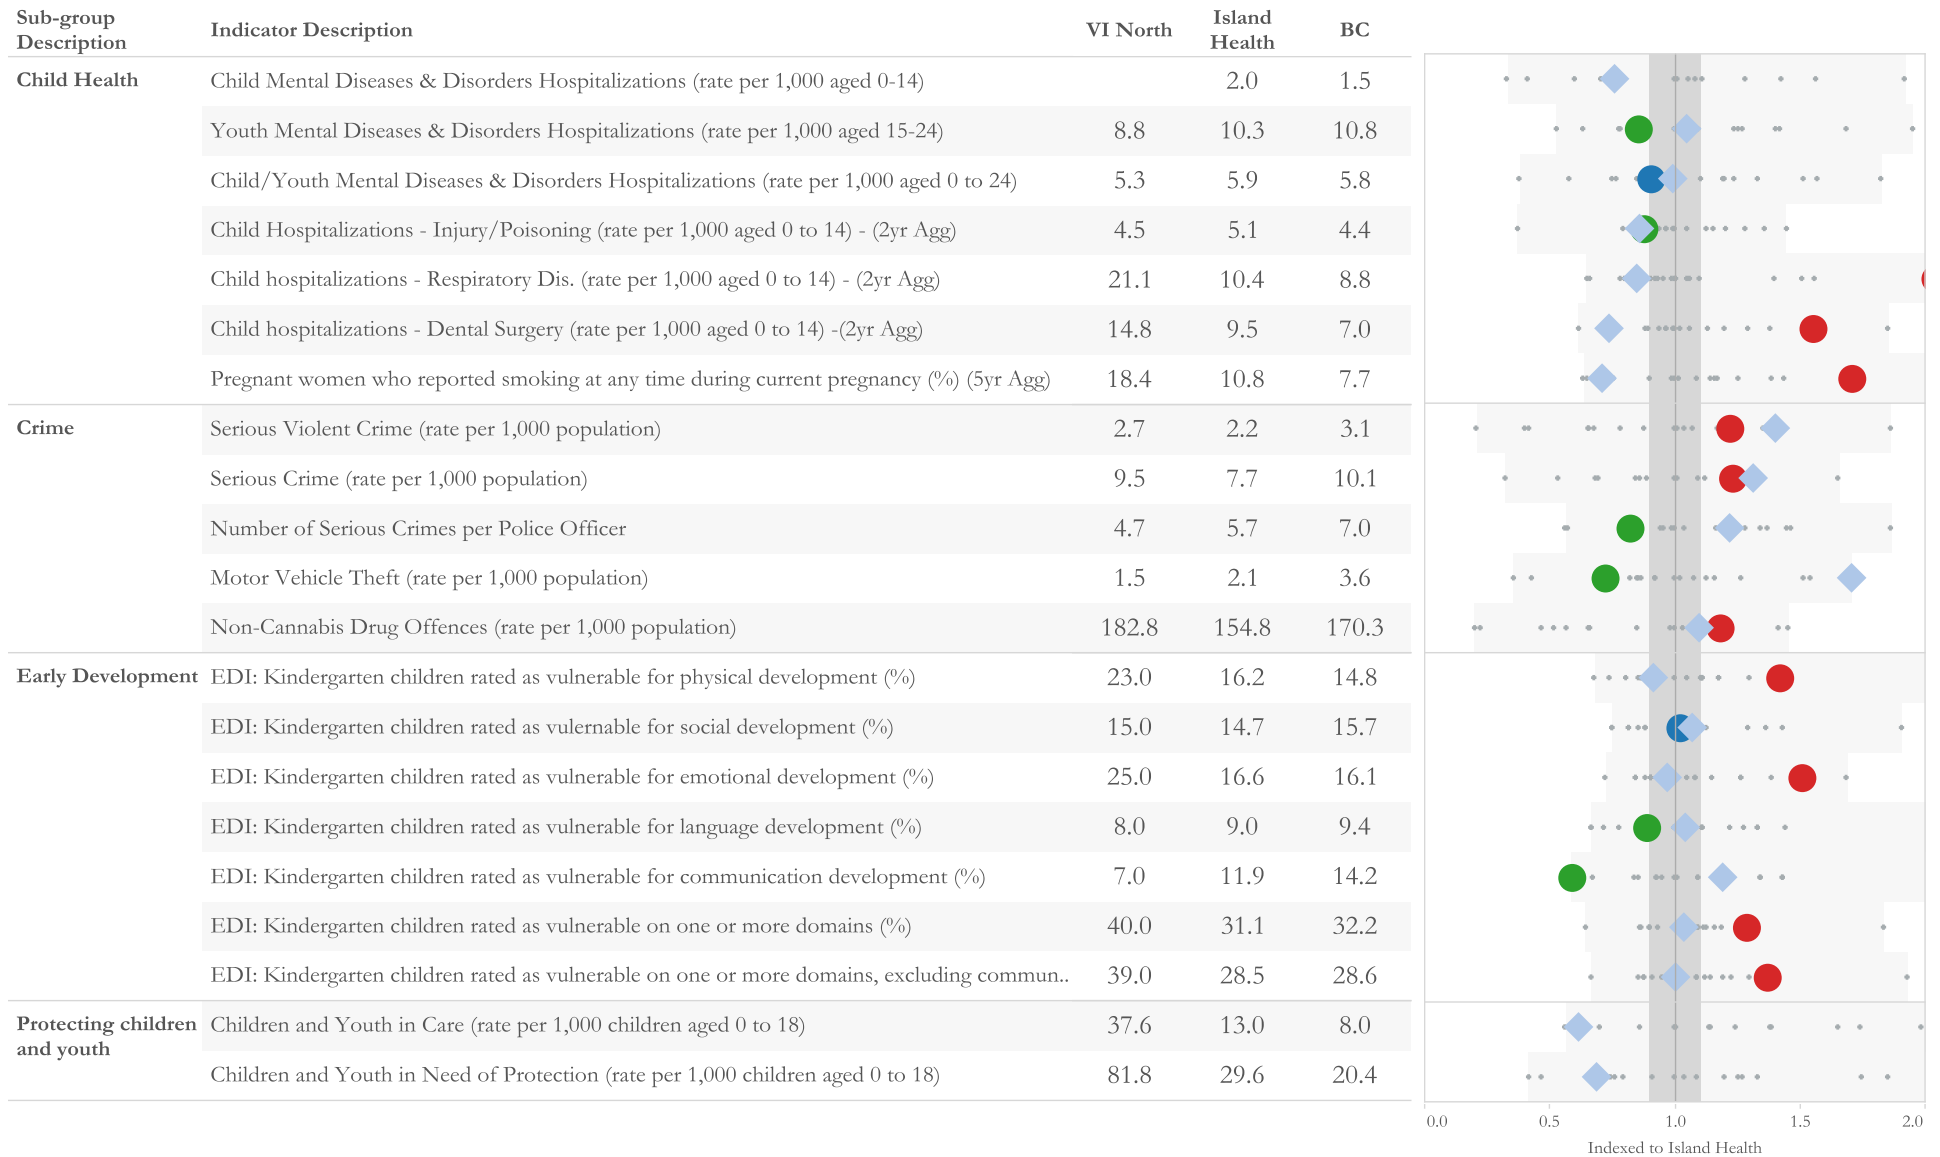 Sub-group Description Indicator Description VI North Island Health BC
Child Health Child Mental Diseases & Disorders Hospitalizations (rate per 1,000 aged 0-14) 2.0 1.5
Youth Mental Diseases & Disorders Hospitalizations (rate per 1,000 aged 15-24) 8.8 10.3 10.8
Child/Youth Mental Diseases & Disorders Hospitalizations (rate per 1,000 aged 0 to 24) 5.3 5.9 5.8
Child Hospitalizations - Injury/Poisoning (rate per 1,000 aged 0 to 14) - (2yr Agg) 4.5 5.1 4.4
Child hospitalizations - Respiratory Dis. (rate per 1,000 aged 0 to 14) - (2yr Agg) 21.1 10.4 8.8
Child hospitalizations - Dental Surgery (rate per 1,000 aged 0 to 14) -(2yr Agg) 14.8 9.5 7.0
Pregnant women who reported smoking at any time during current pregnancy (%) (5yr Agg) 18.4 10.8 7.7
Crime Serious Violent Crime (rate per 1,000 population) 2.7 2.2 3.1
Serious Crime (rate per 1,000 population) 9.5 7.7 10.1
Number of Serious Crimes per Police Officer 4.7 5.7 7.0
Motor Vehicle Theft (rate per 1,000 population) 1.5 2.1 3.6
Non-Cannabis Drug Offences (rate per 1,000 population) 182.8 154.8 170.3
Early Development EDI: Kindergarten children rated as vulnerable for physical development (%) 23.0 16.2 14.8
EDI: Kindergarten children rated as vulernable for social development (%) 15.0 14.7 15.7
EDI: Kindergarten children rated as vulnerable for emotional development (%) 25.0 16.6 16.1
EDI: Kindergarten children rated as vulnerable for language development (%) 8.0 9.0 9.4
EDI: Kindergarten children rated as vulnerable for communication development (%) 7.0 11.9 14.2
EDI: Kindergarten children rated as vulnerable on one or more domains (%) 40.0 31.1 32.2
EDI: Kindergarten children rated as vulnerable on one or more domains, excluding commun.. 39.0 28.5 28.6
Protecting children and youth Children and Youth in Care (rate per 1,000 children aged 0 to 18) 37.6 13.0 8.0
Children and Youth in Need of Protection (rate per 1,000 children aged 0 to 18) 81.8 29.6 20.4
0.0 0.5 1.0 1.5 2.0
Indexed to Island Health